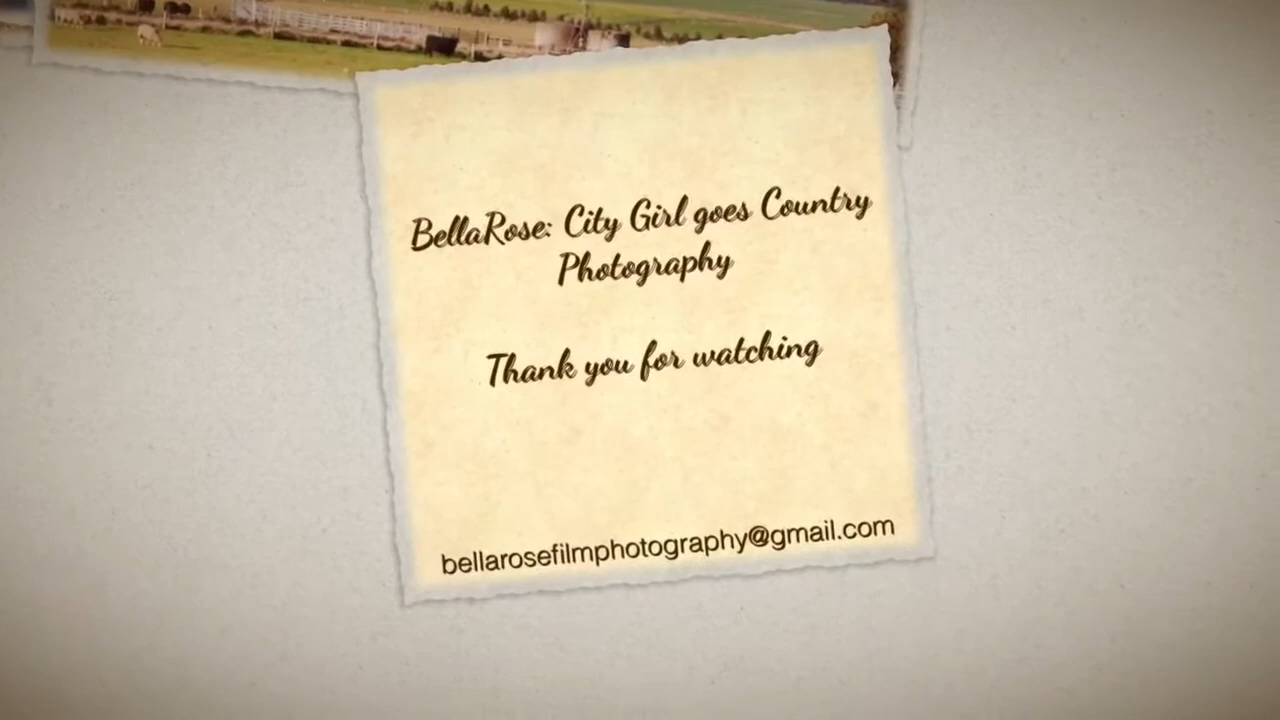 BellaRose: City Girl goes Country
Photography
Thank you for watching
bellarosefilmphotography@gmail.com